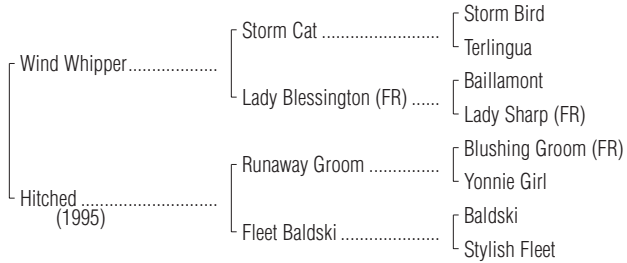 Storm Bird
Storm Cat ........................
Terlingua
Wind Whipper..................
Baillamont
Lady Blessington (FR) ......
Lady Sharp (FR)
Blushing Groom (FR)
Runaway Groom ..............
Yonnie Girl
Hitched ...........................
(1995)
Baldski
Fleet Baldski ....................
Stylish Fleet